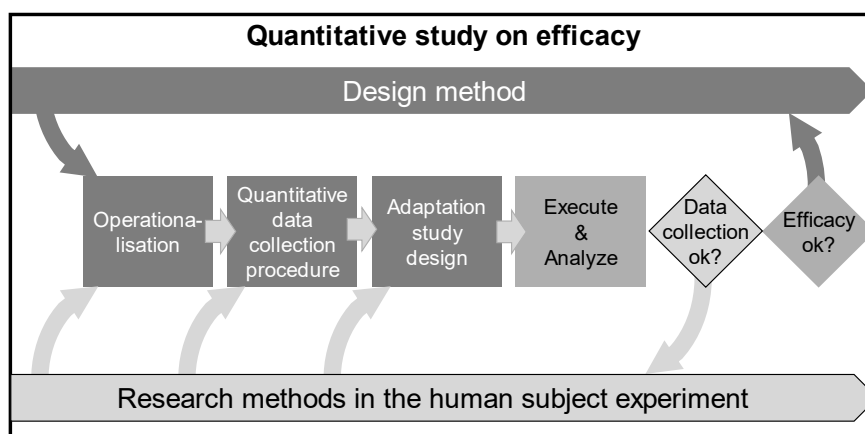 Quantitative study on efficacy
Design method
Operationa-
lisation
Quantitative
data
collection
procedure
Adaptation
study
design
Execute
&
Analyze
Data
collection
ok?
Efficacy
ok?
Research methods in the human subject experiment